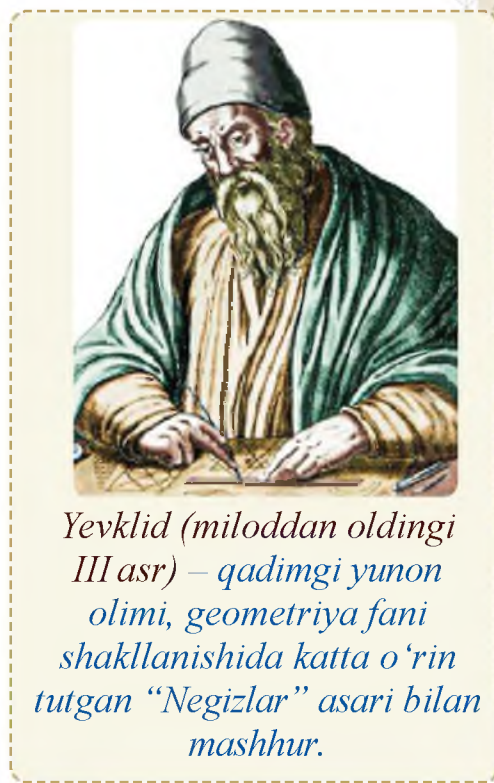 Yevklid (miloddan oldingi
III asr) – qadimgi yunon
olimi, geometriya fani
shakllanishida katta o‘rin
tutgan “Negizlar” asari bilan
mashhur.